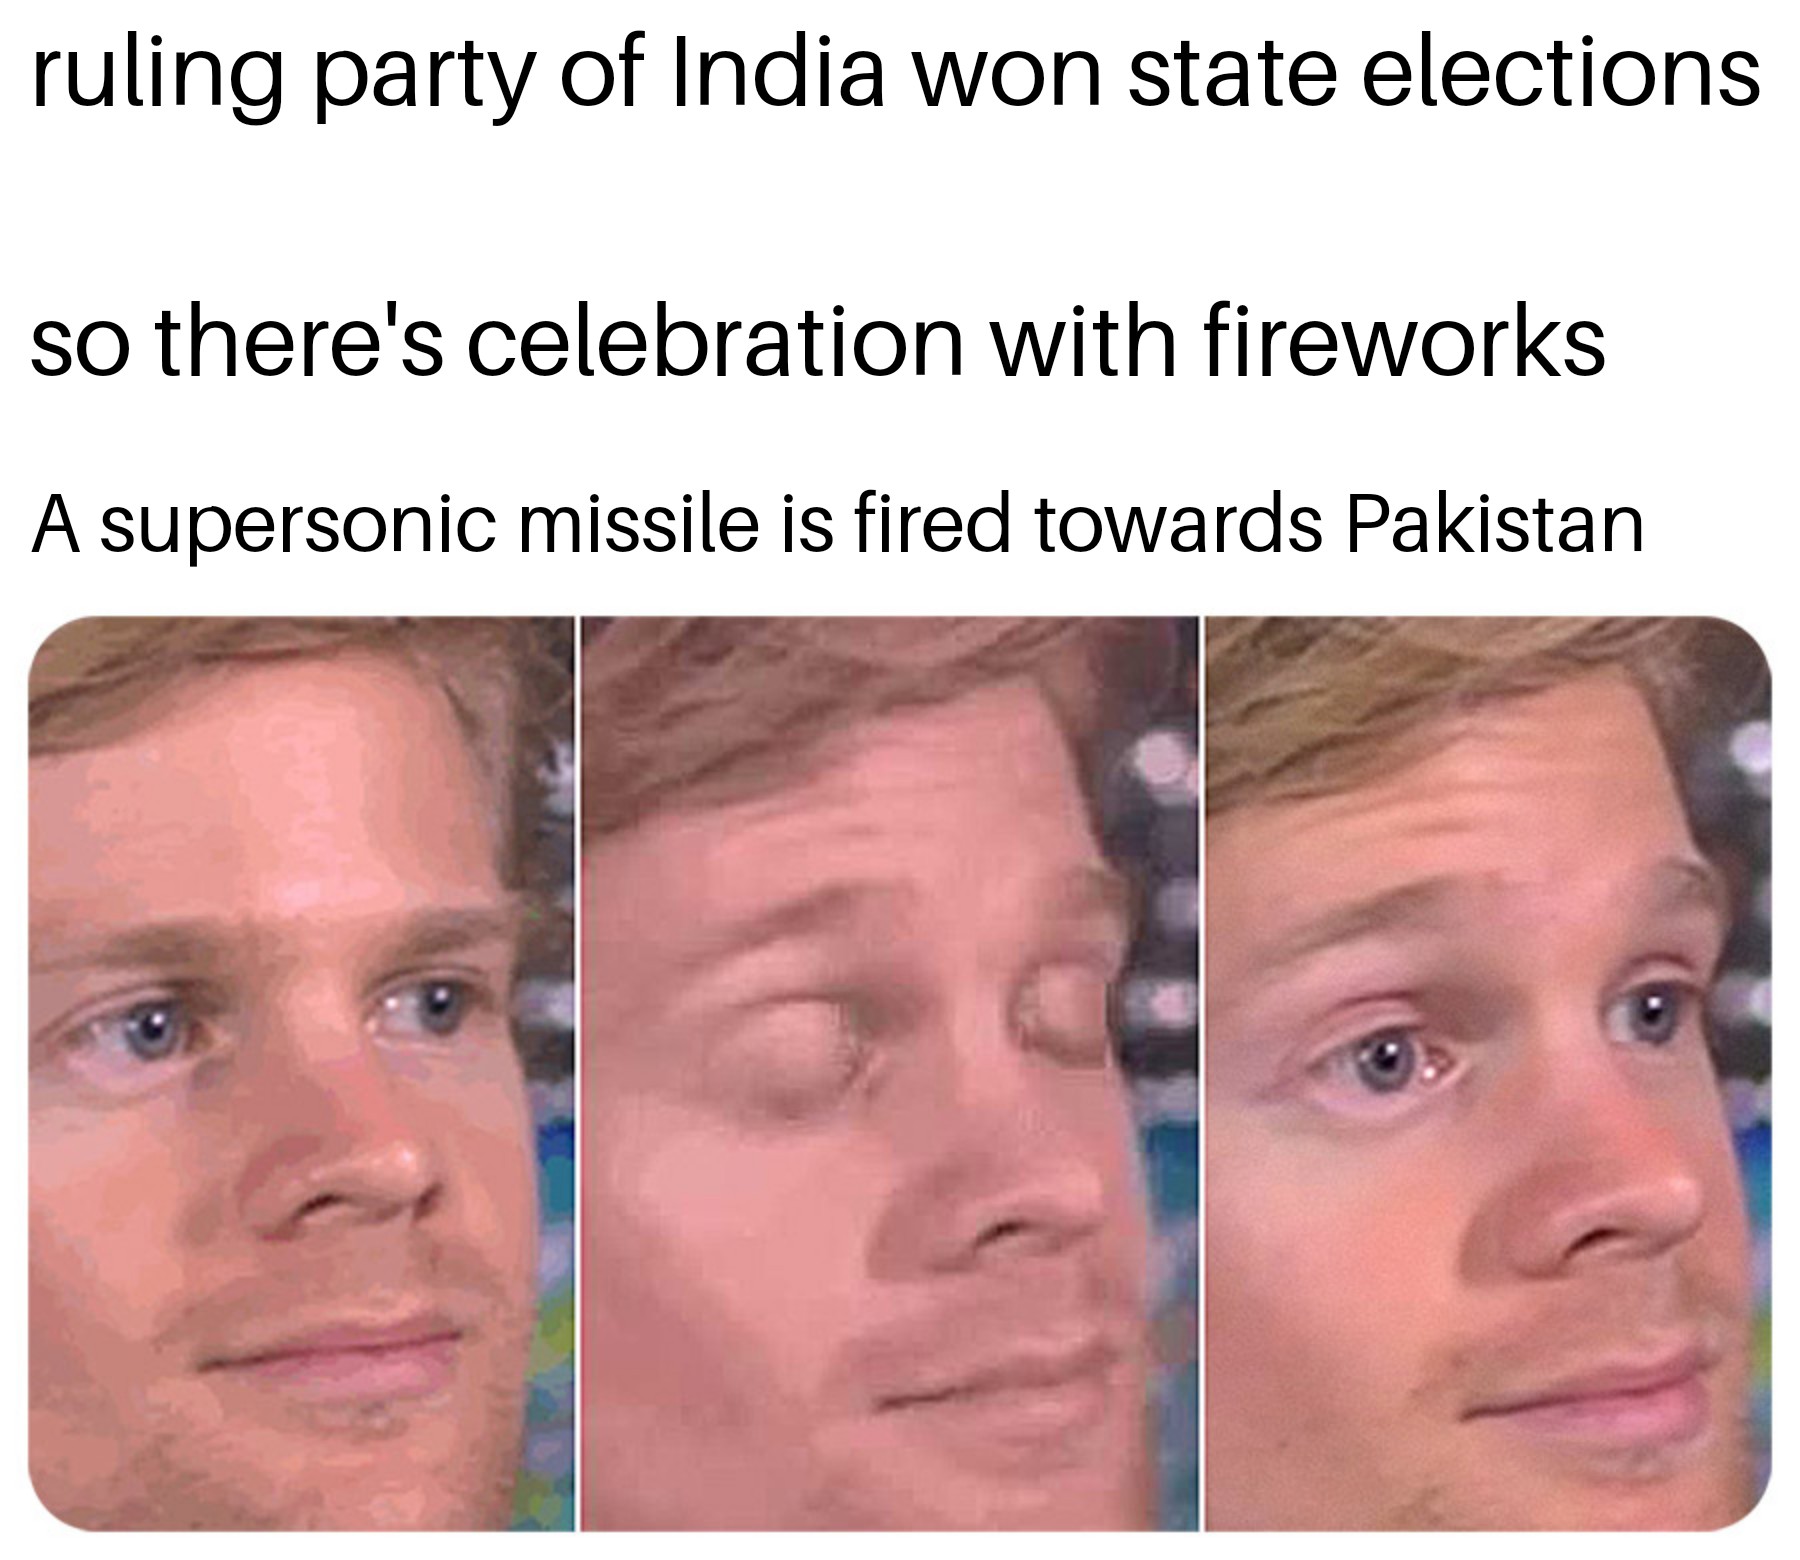 ruling party of India won state elections
so there's celebration with fireworks
A supersonic missile is fired towards Pakistan